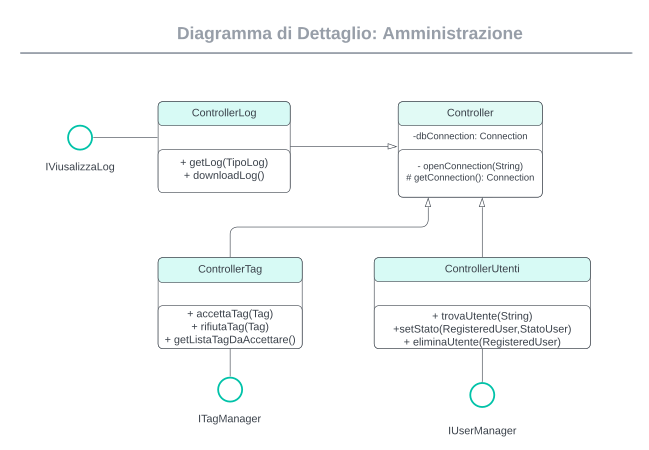 Diagramma di Dettaglio: Amministrazione
ControllerLog
+ getLog(TipoLog)
+ downloadLog()
IViusalizzaLog
Controller
-dbConnection: Connection
- openConnection(String)
# getConnection(): Connection
ControllerTag
+ accettaTag(Tag)
+ rifiutaTag(Tag)
+ getListaTagDaAccettare()
ITagManager
ControllerUtenti
+ trovaUtente(String)
+setStato(RegisteredUser,StatoUser)
+ eliminaUtente(RegisteredUser)
IUserManager